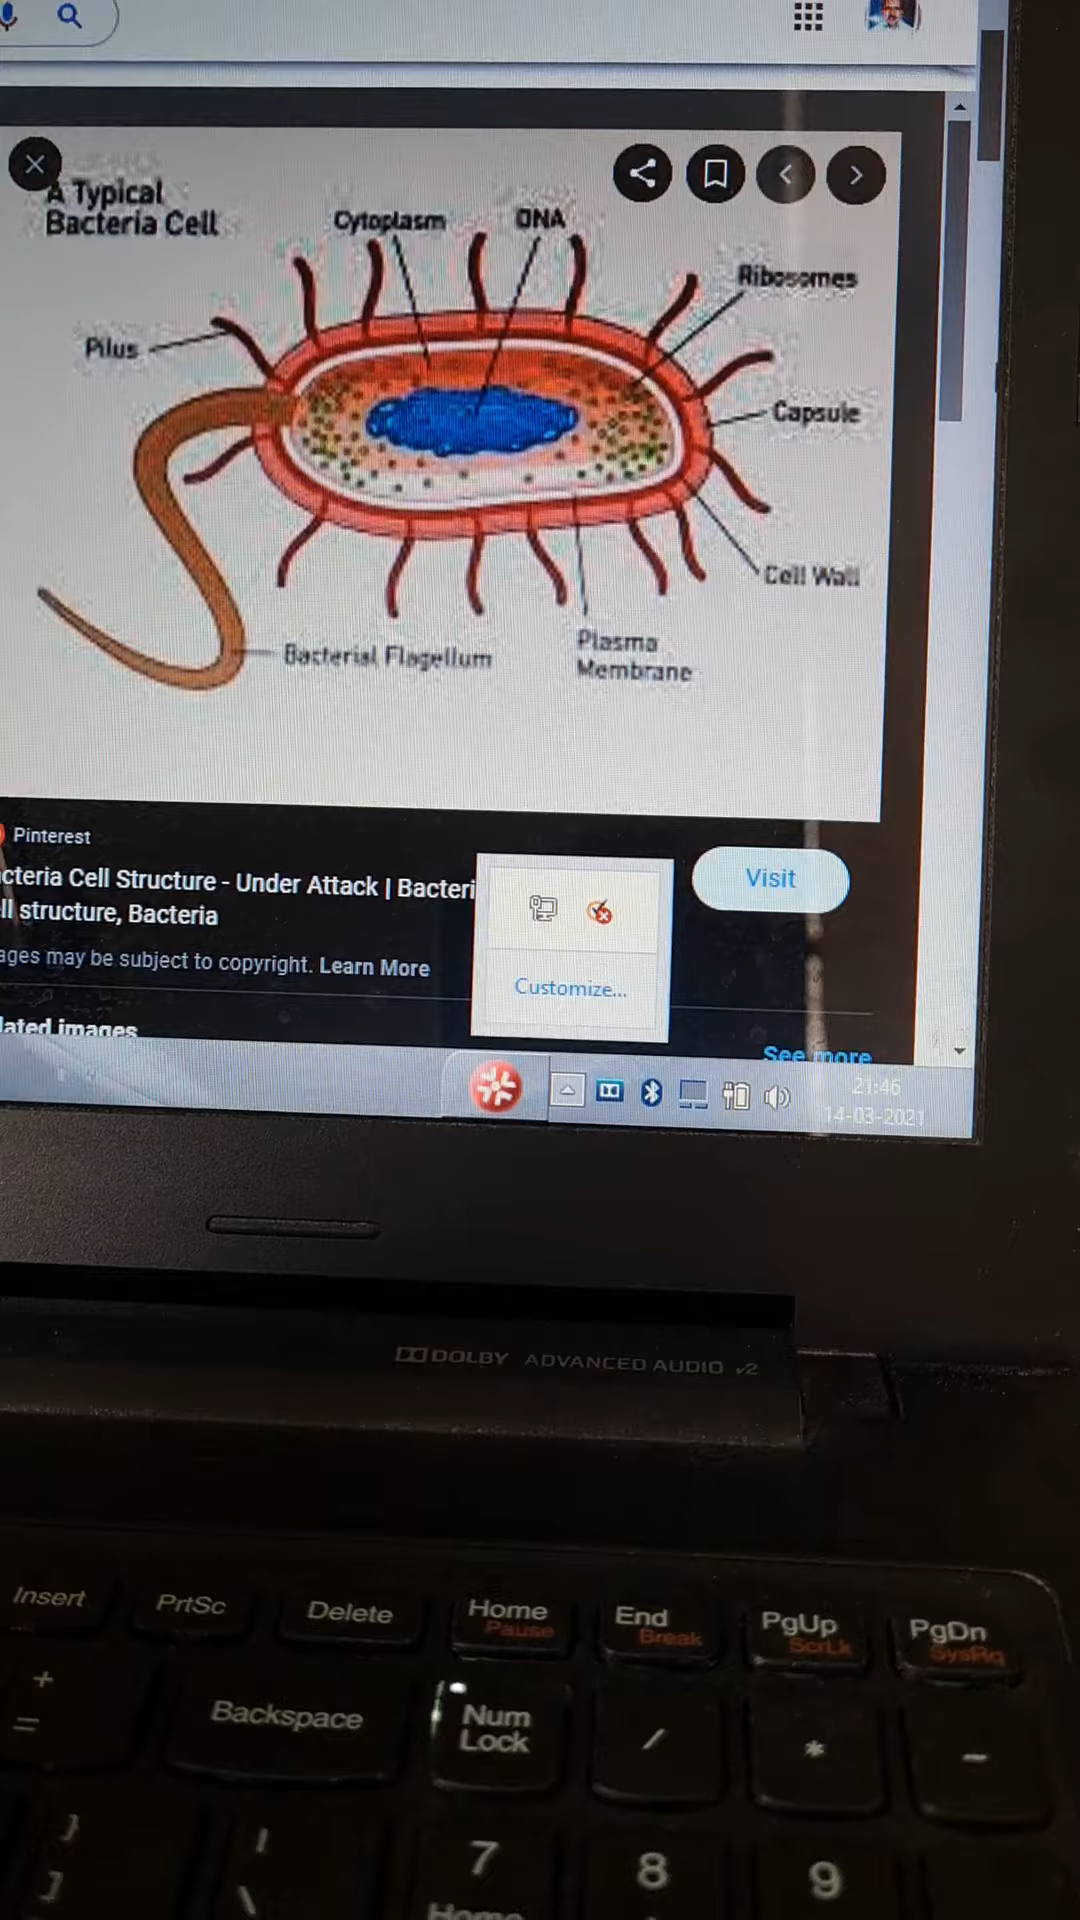 A Typical
Bacteria Cell
Cytoplasm
DNA
Ribosomes
Pilus
Capsule
Cell Wall
Bacterial Flagellum
Plasma
Membrane
Pinterest
cteria Cell Structure - Under Attack | Bacteri
ll structure, Bacteria
Visit
ages may be subject to copyright. Learn More
Customize...
lated images
See more
21:46
14-03-2021
DOLBY ADVANCED AUDIO v2
Insert
PrtSc
Delete
Home
Pause
End
Break
PgUp
ScrLk
PgDn
SysRq
+
=
Backspace
Num
Lock
/
*
-
}
]
|
\
7
Home
8
9